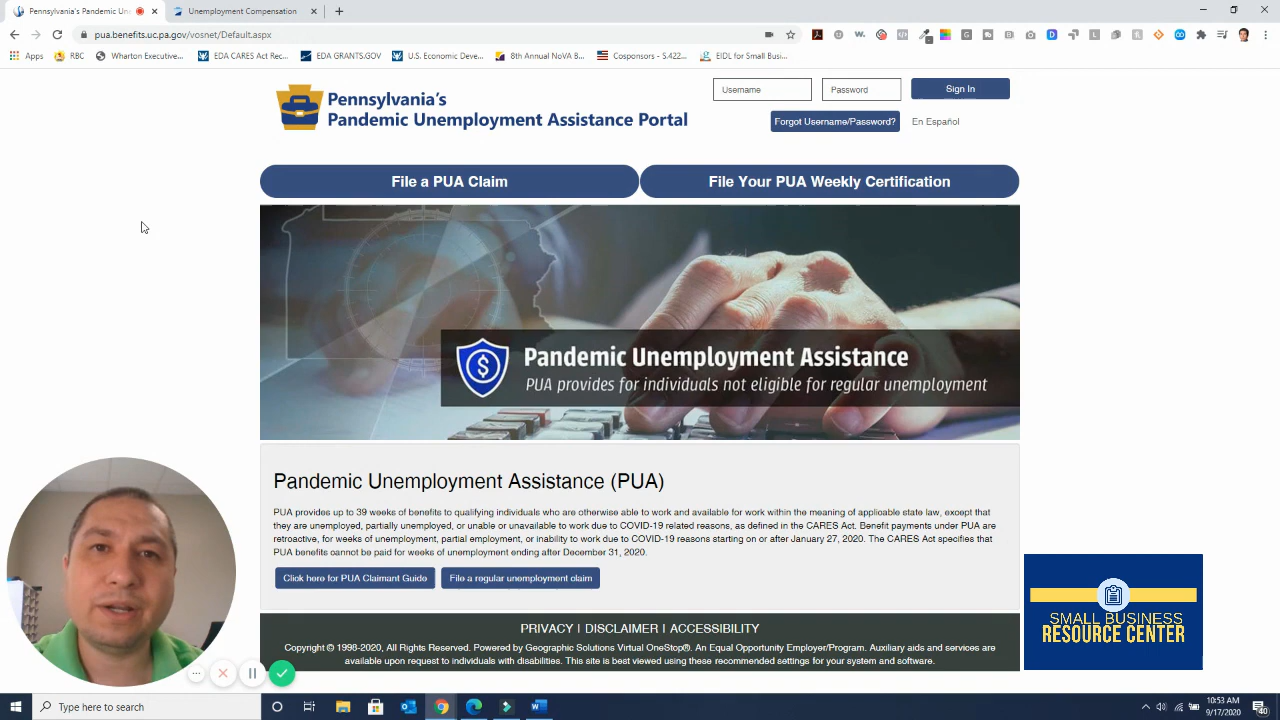 Pennsylvania's Pandemic Un
Unemployment Compensation
pua.benefits.uc.pa.gov/vosnet/Default.aspx
Apps
RBC
Wharton Executive...
EDA CARES Act Rec...
EDA GRANTS.GOV
U.S. Economic Deve...
8th Annual NoVA B...
Cosponsors - S.422...
EIDL for Small Busi...
Pennsylvania's
Pandemic Unemployment Assistance Portal
Username
Password
Sign In
Forgot Username/Password?
En Español
File a PUA Claim
File Your PUA Weekly Certification
Pandemic Unemployment Assistance
PUA provides for individuals not eligible for regular unemployment
Pandemic Unemployment Assistance (PUA)
PUA provides up to 39 weeks of benefits to qualifying individuals who are otherwise able to work and available for work within the meaning of applicable state law, except that
they are unemployed, partially unemployed, or unable or unavailable to work due to COVID-19 related reasons, as defined in the CARES Act. Benefit payments under PUA are
retroactive, for weeks of unemployment, partial employment, or inability to work due to COVID-19 reasons starting on or after January 27, 2020. The CARES Act specifies that
PUA benefits cannot be paid for weeks of unemployment ending after December 31, 2020.
Click here for PUA Claimant Guide
File a regular unemployment claim
SMALL BUSINESS
RESOURCE CENTER
PRIVACY | DISCLAIMER | ACCESSIBILITY
Copyright © 1998-2020, All Rights Reserved. Powered by Geographic Solutions Virtual OneStop®. An Equal Opportunity Employer/Program. Auxiliary aids and services are
available upon request to individuals with disabilities. This site is best viewed using these recommended settings for your system and software.
Type here to search
10:53 AM
9/17/2020
40